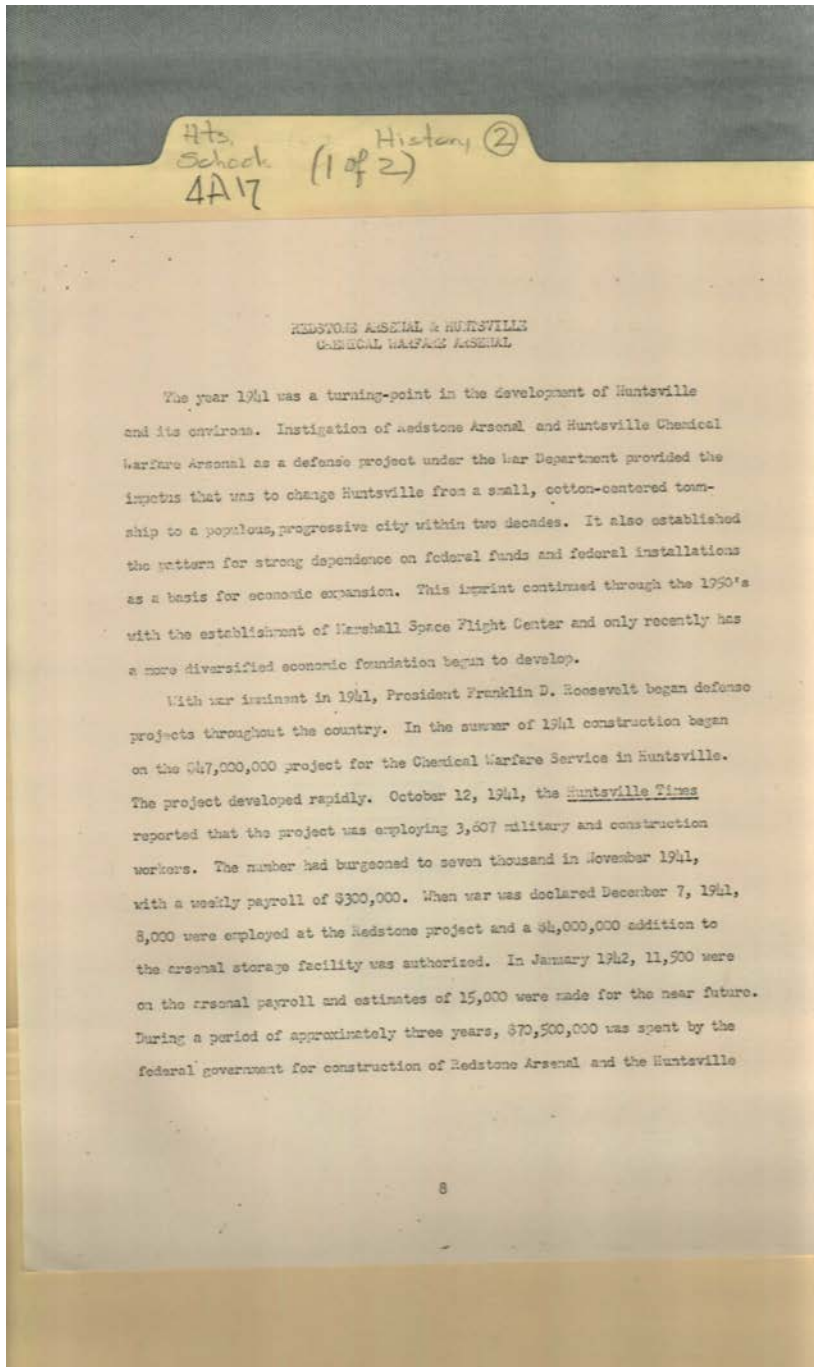 Hts. History ②
School. (1 of 2)
4A17
REDSTONE ARSENAL & HUNTSVILLE
CHEMICAL WARFARE ARSENAL
The year 1941 was a turning-point in the development of Huntsville
and its environs. Instigation of Redstone Arsenal and Huntsville Chemical
Warfare Arsenal as a defense project under the War Department provided the
impetus that was to change Huntsville from a small, cotton-centered town-
ship to a populous, progressive city within two decades. It also established
the pattern for strong dependence on federal funds and federal installations
as a basis for economic expansion. This imprint continued through the 1950's
with the establishment of Marshall Space Flight Center and only recently has
a more diversified economic foundation begun to develop.
With war imminent in 1941, President Franklin D. Roosevelt began defense
projects throughout the country. In the summer of 1941 construction began
on the $47,000,000 project for the Chemical Warfare Service in Huntsville.
The project developed rapidly. October 12, 1941, the Huntsville Times
reported that the project was employing 3,607 military and construction
workers. The number had burgeoned to seven thousand in November 1941,
with a weekly payroll of $300,000. When war was declared December 7, 1941,
8,000 were employed at the Redstone project and a $4,000,000 addition to
the arsenal storage facility was authorized. In January 1942, 11,500 were
on the arsenal payroll and estimates of 15,000 were made for the near future.
During a period of approximately three years, $70,500,000 was spent by the
federal government for construction of Redstone Arsenal and the Huntsville
8